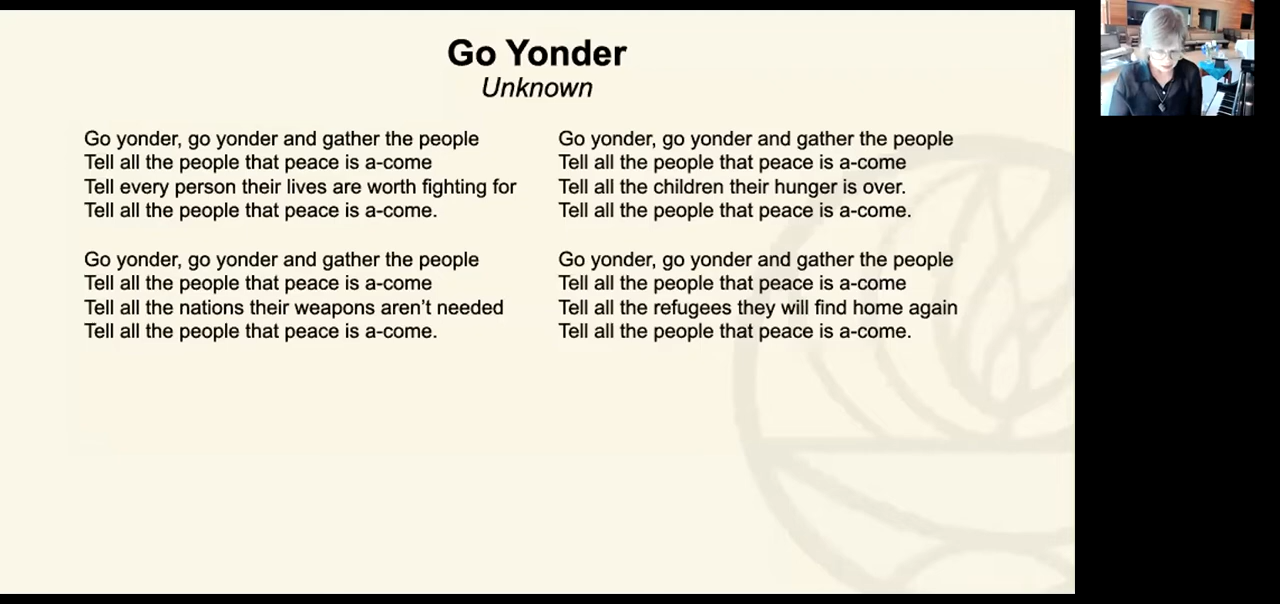 Go Yonder
Unknown
Go yonder, go yonder and gather the people
Tell all the people that peace is a-come
Tell every person their lives are worth fighting for
Tell all the people that peace is a-come.
Go yonder, go yonder and gather the people
Tell all the people that peace is a-come
Tell all the nations their weapons aren’t needed
Tell all the people that peace is a-come.
Go yonder, go yonder and gather the people
Tell all the people that peace is a-come
Tell all the children their hunger is over.
Tell all the people that peace is a-come.
Go yonder, go yonder and gather the people
Tell all the people that peace is a-come
Tell all the refugees they will find home again
Tell all the people that peace is a-come.